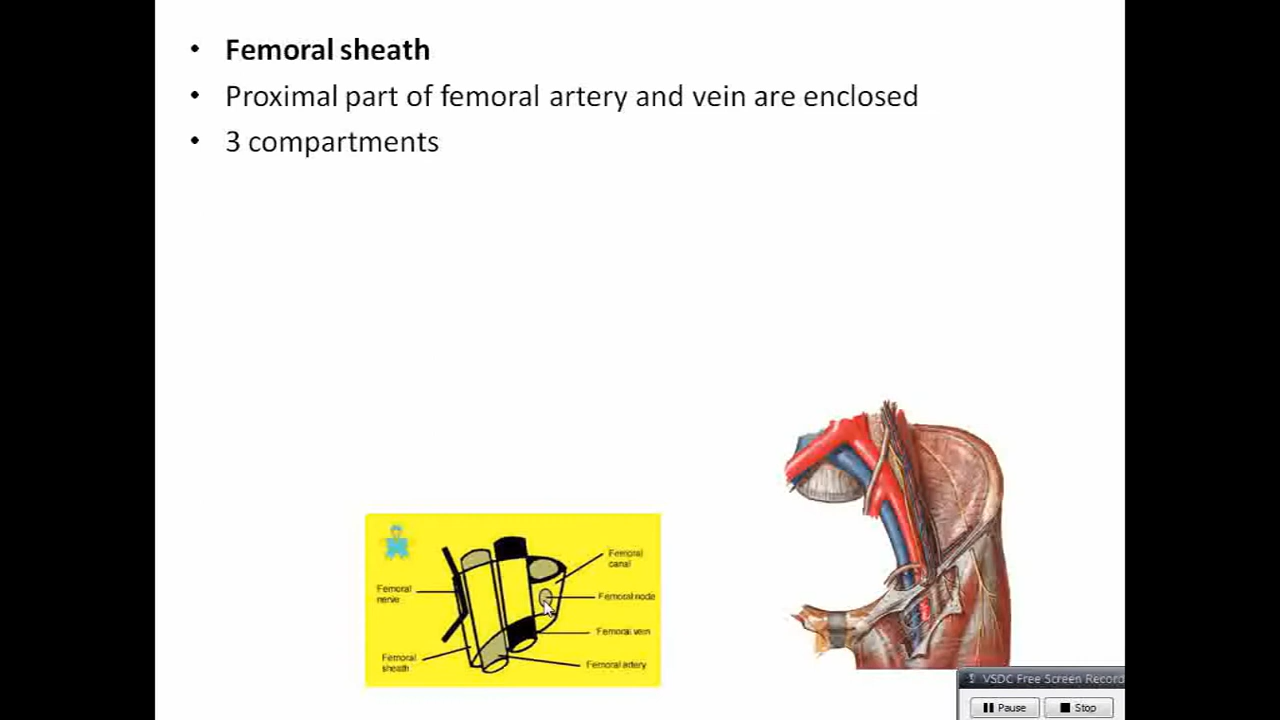 • Femoral sheath
• Proximal part of femoral artery and vein are enclosed
• 3 compartments
Femoral
canal
Femoral
nerve
Femoral node
Femoral vein
Femoral
sheath
Femoral artery
VSDC Free Screen Record
Pause
Stop